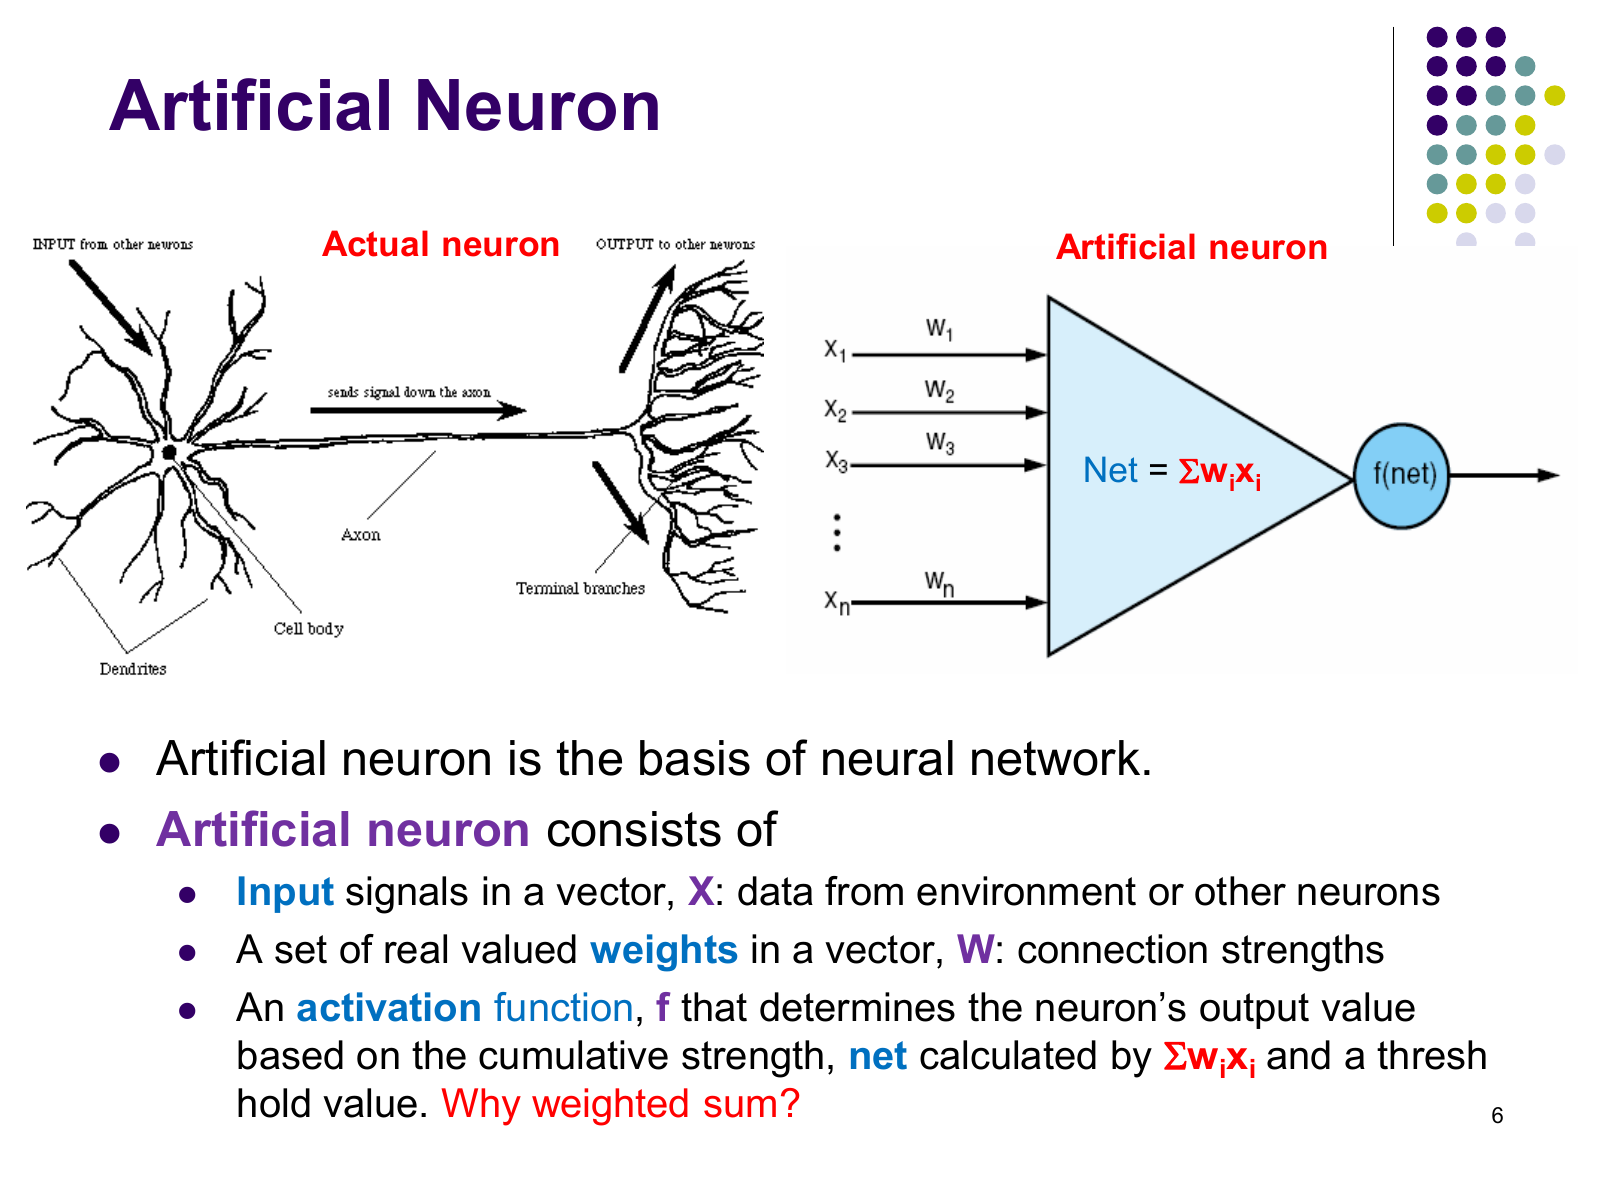 Artificial Neuron
INPUT from other neurons
Actual neuron
OUTPUT to other neurons
sends signal down the axon
Axon
Terminal branches
Cell body
Dendrites
Artificial neuron
X1
W1
X2
W2
X3
W3
⋮
Xn
Wn
Net = Σwixi
f(net)
● Artificial neuron is the basis of neural network.
● Artificial neuron consists of
● Input signals in a vector, X: data from environment or other neurons
● A set of real valued weights in a vector, W: connection strengths
● An activation function, f that determines the neuron’s output value
based on the cumulative strength, net calculated by Σwixi and a thresh
hold value. Why weighted sum?
6